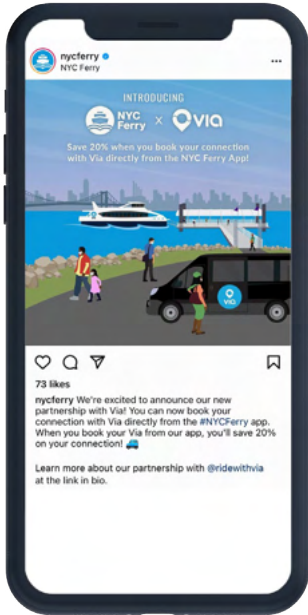 nycferry
NYC Ferry
INTRODUCING
NYC
Ferry
x
via
Save 20% when you book your connection
with Via directly from the NYC Ferry App!
via
73 likes
nycferry We're excited to announce our new
partnership with Via! You can now book your
connection with Via directly from the #NYCFerry app.
When you book your Via from our app, you'll save 20%
on your connection! 🚙
Learn more about our partnership with @ridewithvia
at the link in bio.